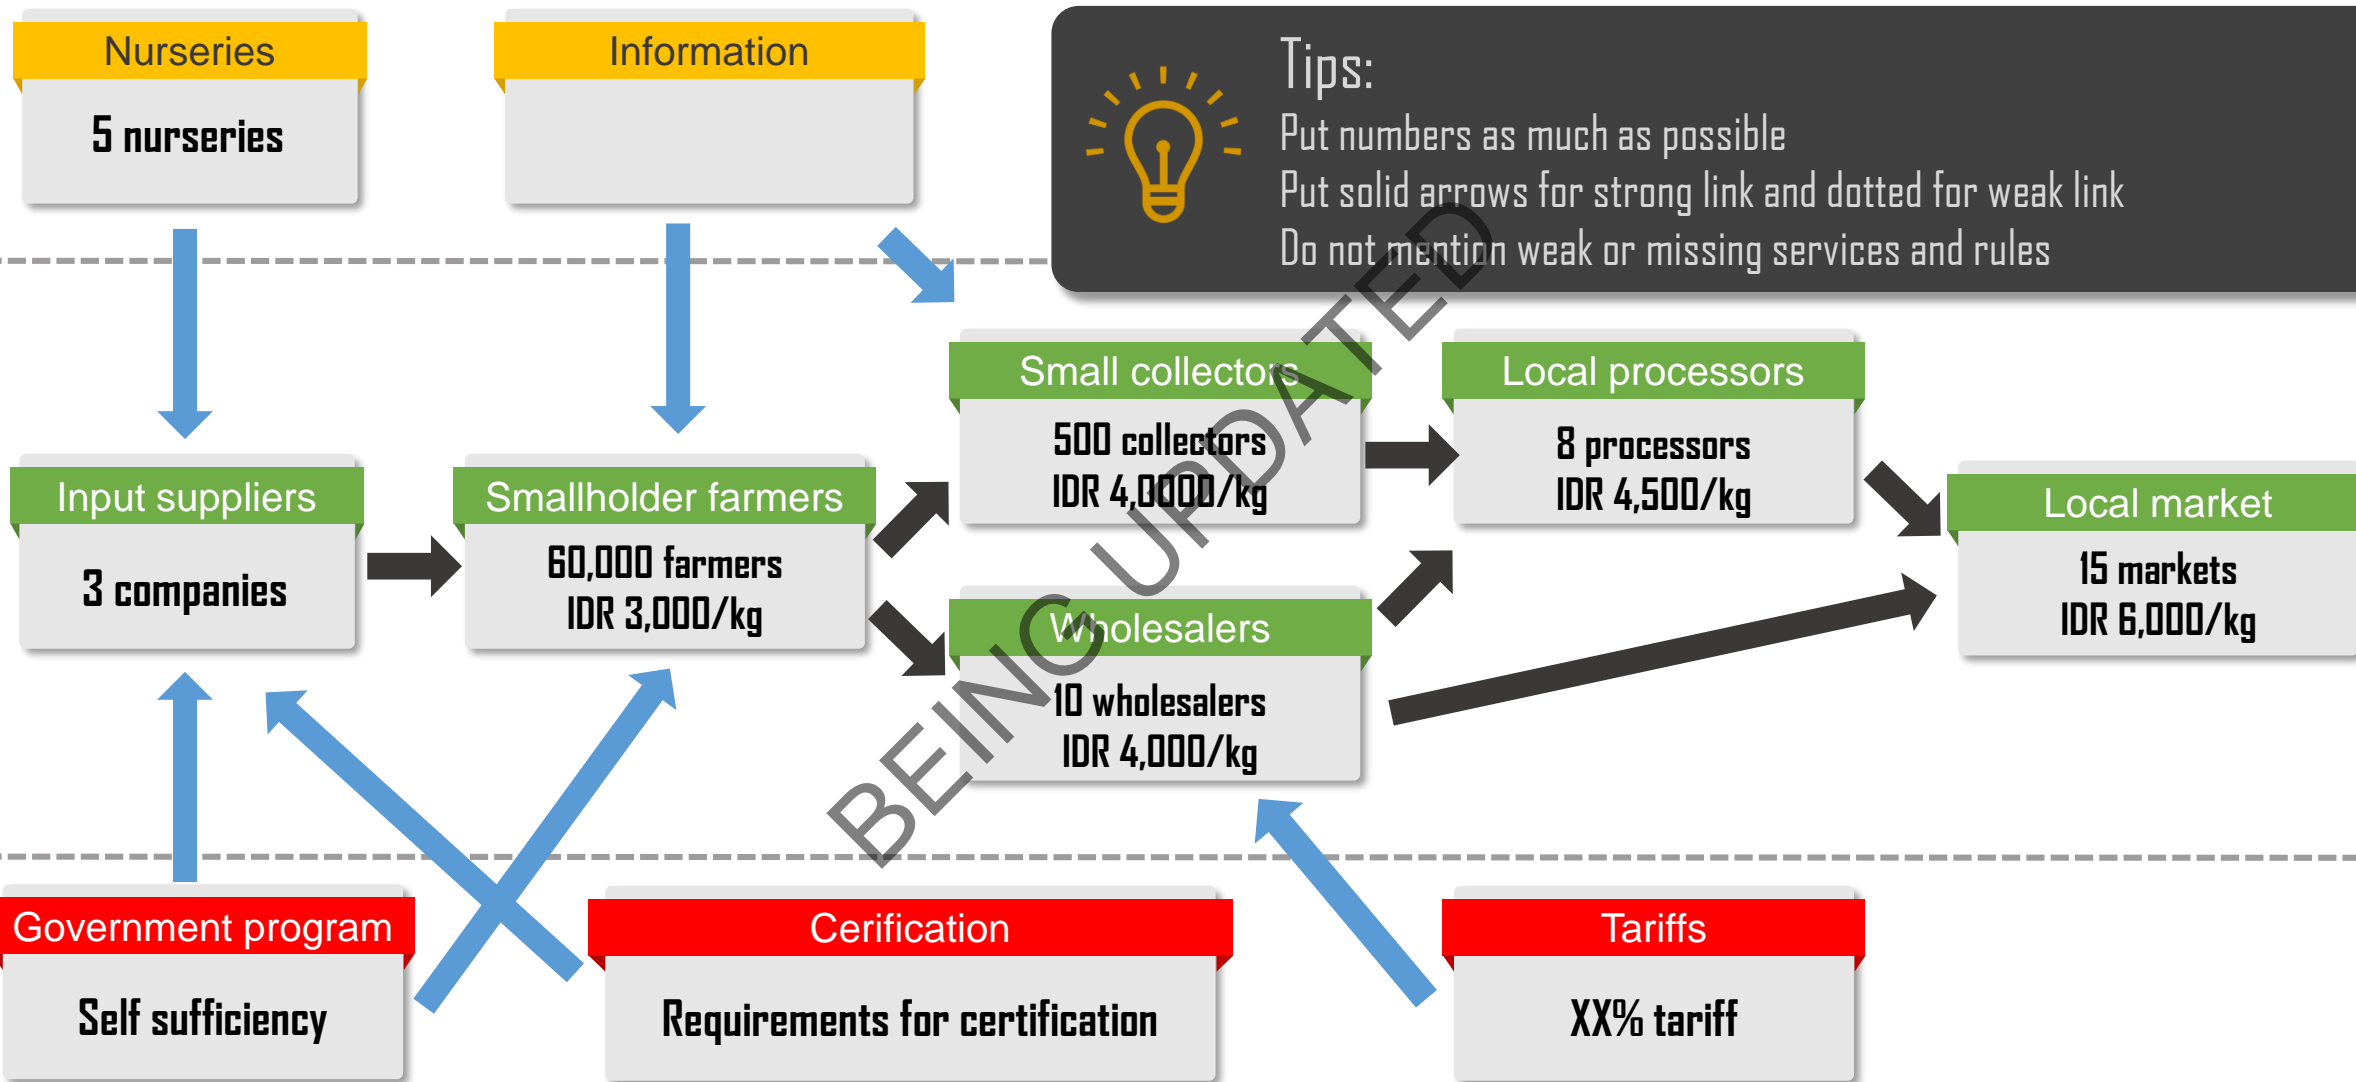 Nurseries
5 nurseries
Information
Tips:
Put numbers as much as possible
Put solid arrows for strong link and dotted for weak link
Do not mention weak or missing services and rules
Input suppliers
3 companies
Smallholder farmers
60,000 farmers
IDR 3,000/kg
Small collectors
500 collectors
IDR 4,0000/kg
Wholesalers
10 wholesalers
IDR 4,000/kg
Local processors
8 processors
IDR 4,500/kg
Local market
15 markets
IDR 6,000/kg
BEING UPDATED
Government program
Self sufficiency
Cerification
Requirements for certification
Tariffs
XX% tariff